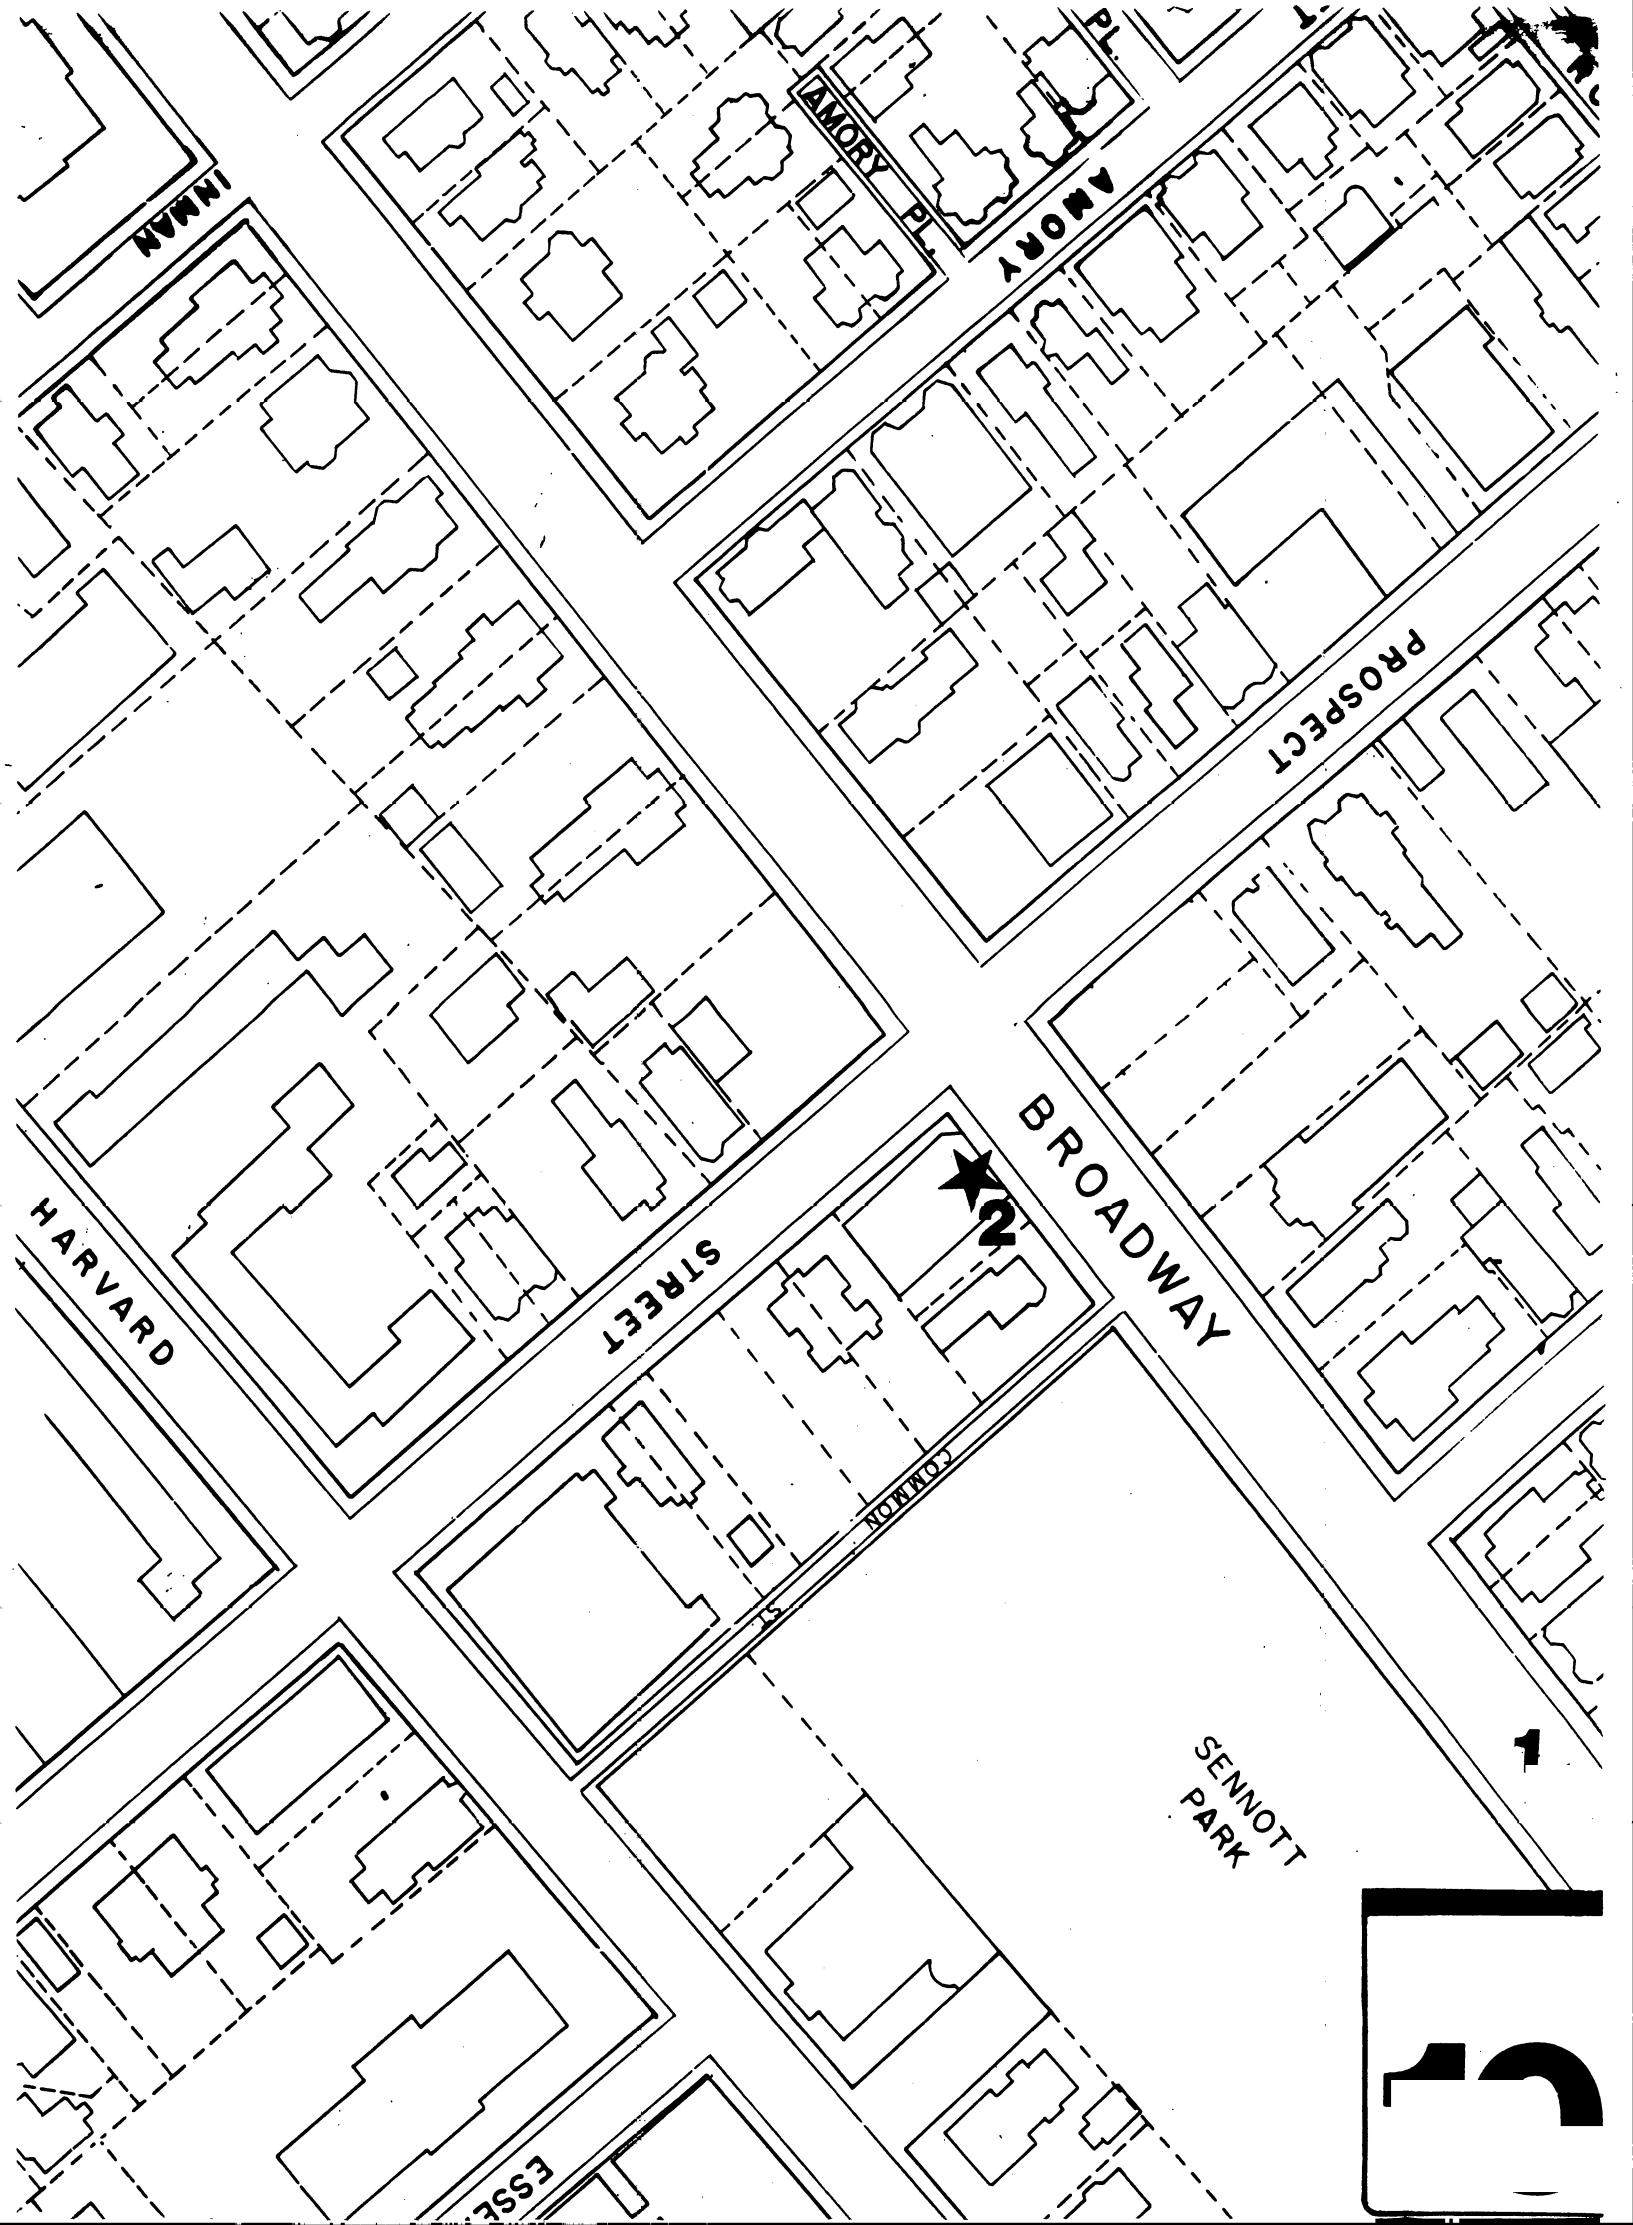 PL.
AMORY PL.
INMAN
AMORY
PROSPECT
BROADWAY
2
HARVARD
STREET
COMMON ST
1
SENNOTT
PARK
ESSE